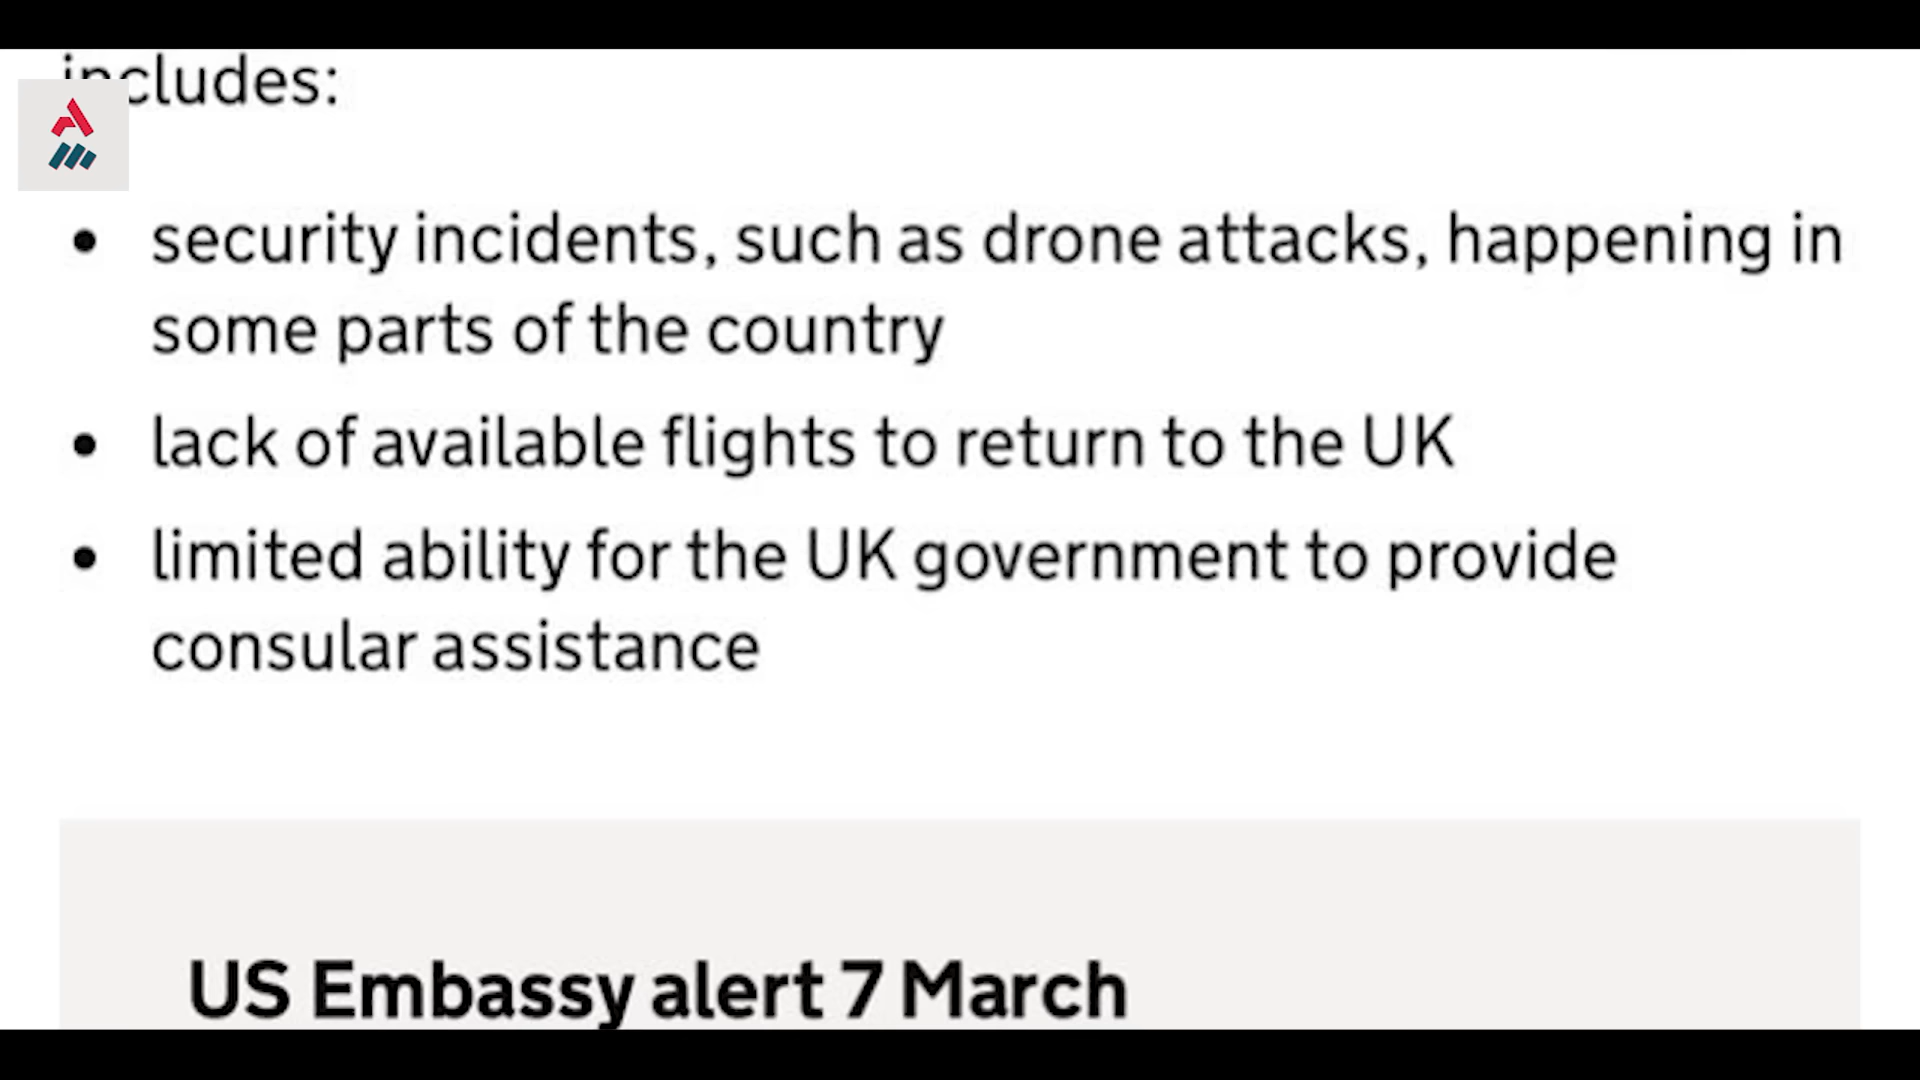 includes:
• security incidents, such as drone attacks, happening in
some parts of the country
• lack of available flights to return to the UK
• limited ability for the UK government to provide
consular assistance
US Embassy alert 7 March